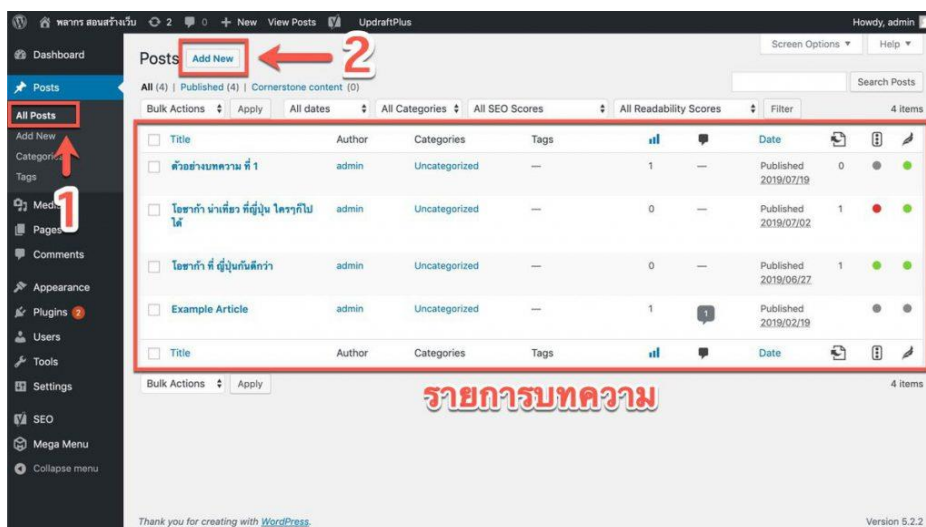 พลากร สอนสร้างเว็บ 2 0 + New View Posts UpdraftPlus Howdy, admin
Dashboard
Posts
All Posts
Add New
Categories
Tags
Media
Pages
Comments
Appearance
Plugins 2
Users
Tools
Settings
SEO
Mega Menu
Collapse menu
1
Screen Options ▼ Help ▼
Posts Add New 2
All (4) | Published (4) | Cornerstone content (0)
Search Posts
Bulk Actions Apply All dates All Categories All SEO Scores All Readability Scores Filter 4 items
Title Author Categories Tags Date
ตัวอย่างบทความ ที่ 1 admin Uncategorized — 1 — Published 0
2019/07/19
โอซาก้า น่าเที่ยว ที่ญี่ปุ่น ใครๆก็ไป admin Uncategorized — 0 — Published 1
ได้ 2019/07/02
โอซาก้า ที่ ญี่ปุ่นกันดีกว่า admin Uncategorized — 0 — Published 1
2019/06/27
Example Article admin Uncategorized — 1 1 Published
2019/02/19
Title Author Categories Tags Date
Bulk Actions Apply 4 items
รายการบทความ
Thank you for creating with WordPress. Version 5.2.2